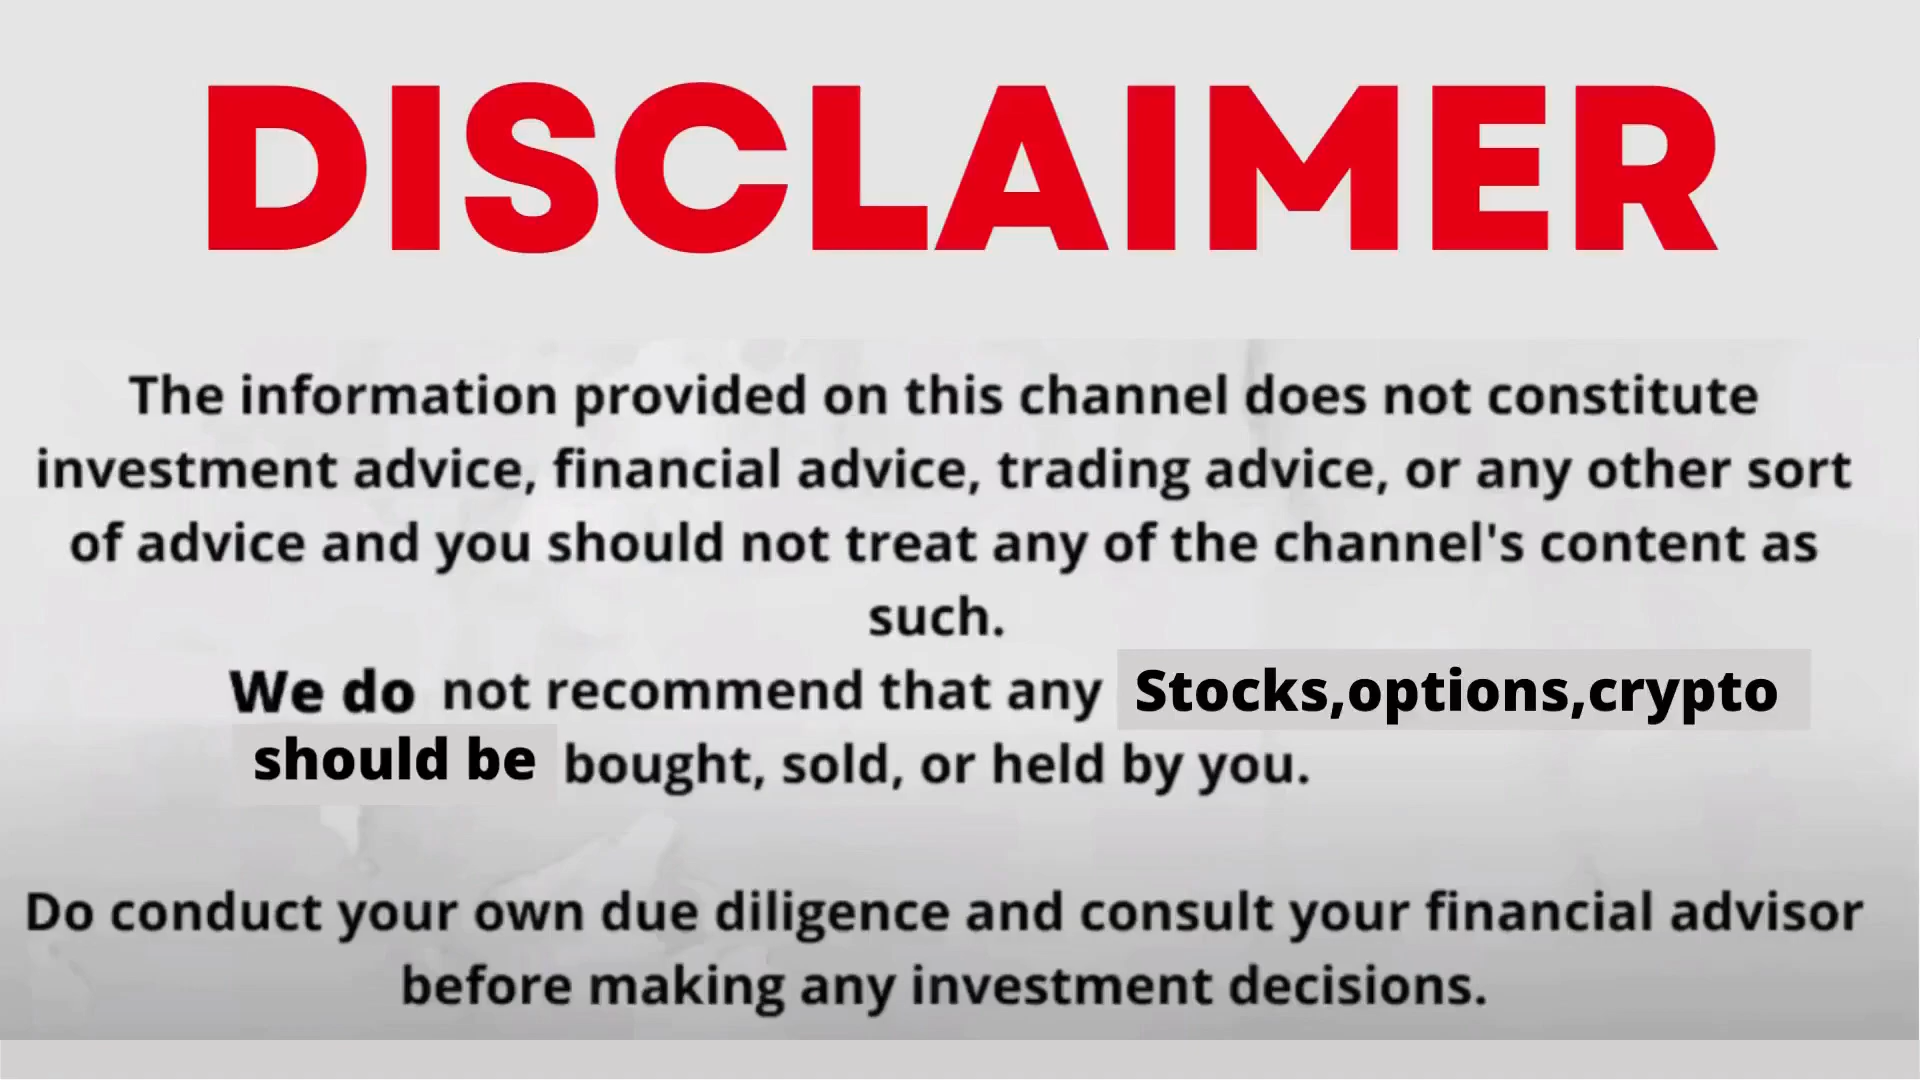 DISCLAIMER
The information provided on this channel does not constitute
investment advice, financial advice, trading advice, or any other sort
of advice and you should not treat any of the channel's content as
such.
We do not recommend that any Stocks,options,crypto
should be bought, sold, or held by you.
Do conduct your own due diligence and consult your financial advisor
before making any investment decisions.